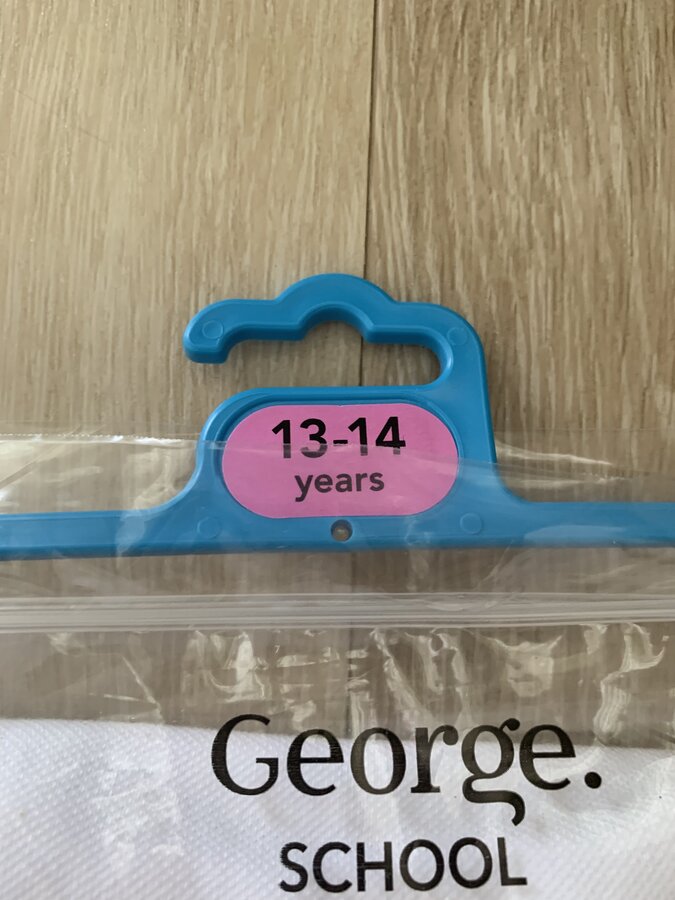 13-14
years
George.
SCHOOL